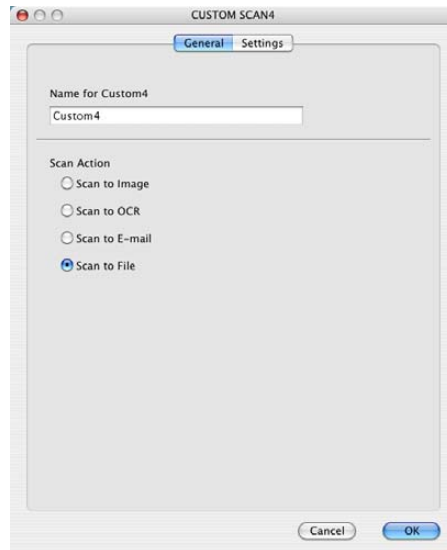 CUSTOM SCAN4
General Settings
Name for Custom4
Custom4
Scan Action
Scan to Image
Scan to OCR
Scan to E-mail
Scan to File
Cancel OK